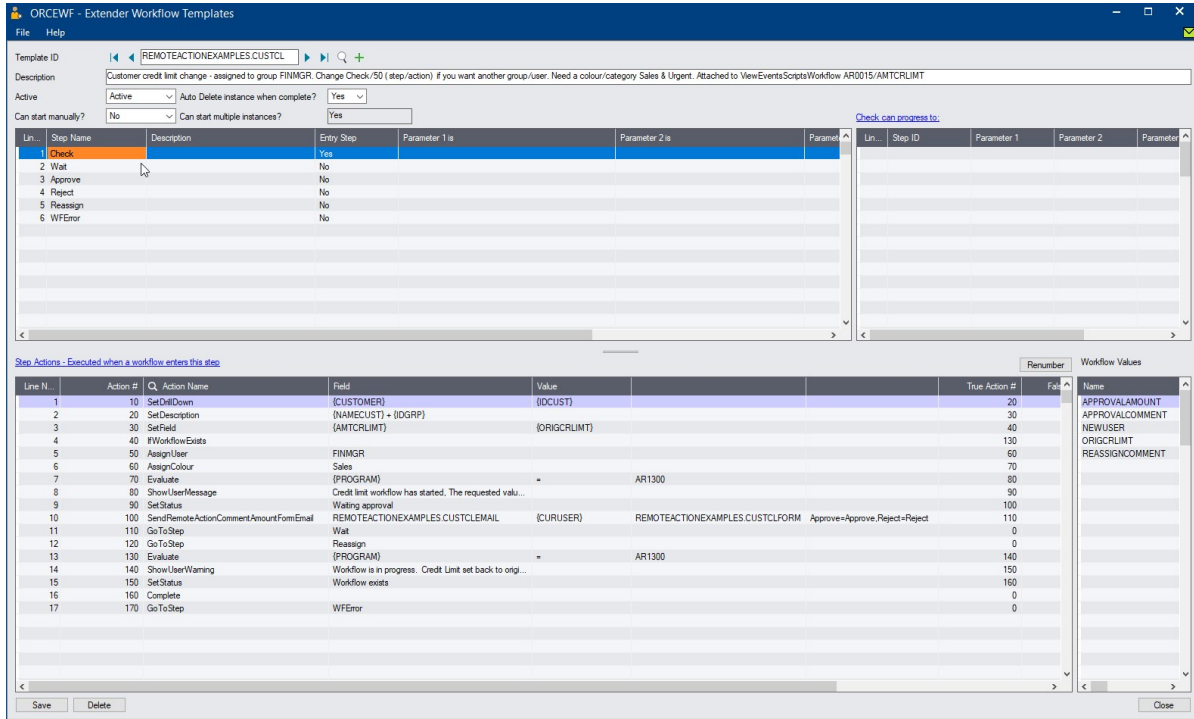 ORCEWF - Extender Workflow Templates
File Help
Template ID REMOTEACTIONEXAMPLES.CUSTCL
Description Customer credit limit change - assigned to group FINMGR. Change Check/50 (step/action) if you want another group/user. Need a colour/category Sales & Urgent. Attached to ViewEventsScriptsWorkflow AR0015/AMTCRLIMT
Active Active Auto Delete instance when complete? Yes
Can start manually? No Can start multiple instances? Yes
Check can progress to:
Lin... Step Name Description Entry Step Parameter 1 is Parameter 2 is Paramet
Lin... Step ID Parameter 1 Parameter 2 Parameter
1 Check Yes
2 Wait No
3 Approve No
4 Reject No
5 Reassign No
6 WFError No
Step Actions - Executed when a workflow enters this step
Renumber Workflow Values
Line N... Action # Action Name Field Value True Action # Fals Name
1 10 SetDrillDown {CUSTOMER} {IDCUST} 20 APPROVALAMOUNT
2 20 SetDescription {NAMECUST} + {IDGRP} 30 APPROVALCOMMENT
3 30 SetField {AMTCRLIMT} {ORIGCRLIMT} 40 NEWUSER
4 40 IfWorkflowExists 130 ORIGCRLIMT
5 50 AssignUser FINMGR 60 REASSIGNCOMMENT
6 60 AssignColour Sales 70
7 70 Evaluate {PROGRAM} = AR1300 80
8 80 ShowUserMessage Credit limit workflow has started, The requested valu... 90
9 90 SetStatus Waiting approval 100
10 100 SendRemoteActionCommentAmountFormEmail REMOTEACTIONEXAMPLES.CUSTCLEMAIL {CURUSER} REMOTEACTIONEXAMPLES.CUSTCLFORM Approve=Approve,Reject=Reject 110
11 110 GoToStep Wait 0
12 120 GoToStep Reassign 0
13 130 Evaluate {PROGRAM} = AR1300 140
14 140 ShowUserWarning Workflow is in progress. Credit Limit set back to origi... 150
15 150 SetStatus Workflow exists 160
16 160 Complete 0
17 170 GoToStep WFError 0
Save Delete Close